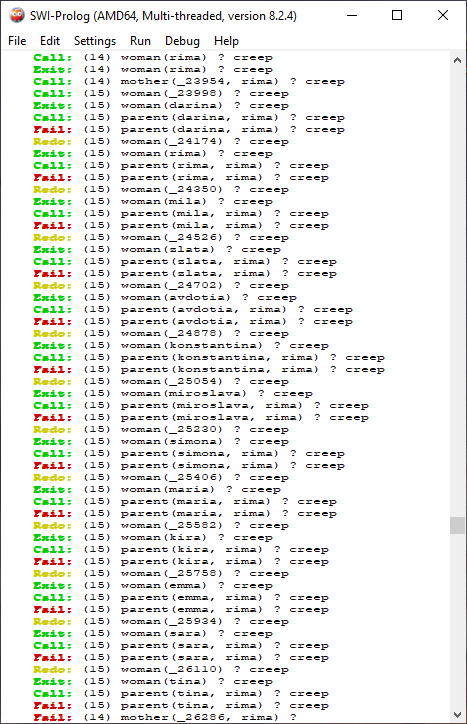 SWI-Prolog (AMD64, Multi-threaded, version 8.2.4)
File Edit Settings Run Debug Help
Call: (14) woman(rima) ? creep
Exit: (14) woman(rima) ? creep
Call: (14) mother(_23954, rima) ? creep
Call: (15) woman(_23998) ? creep
Exit: (15) woman(darina) ? creep
Call: (15) parent(darina, rima) ? creep
Fail: (15) parent(darina, rima) ? creep
Redo: (15) woman(_24174) ? creep
Exit: (15) woman(rima) ? creep
Call: (15) parent(rima, rima) ? creep
Fail: (15) parent(rima, rima) ? creep
Redo: (15) woman(_24350) ? creep
Exit: (15) woman(mila) ? creep
Call: (15) parent(mila, rima) ? creep
Fail: (15) parent(mila, rima) ? creep
Redo: (15) woman(_24526) ? creep
Exit: (15) woman(zlata) ? creep
Call: (15) parent(zlata, rima) ? creep
Fail: (15) parent(zlata, rima) ? creep
Redo: (15) woman(_24702) ? creep
Exit: (15) woman(avdotia) ? creep
Call: (15) parent(avdotia, rima) ? creep
Fail: (15) parent(avdotia, rima) ? creep
Redo: (15) woman(_24878) ? creep
Exit: (15) woman(konstantina) ? creep
Call: (15) parent(konstantina, rima) ? creep
Fail: (15) parent(konstantina, rima) ? creep
Redo: (15) woman(_25054) ? creep
Exit: (15) woman(miroslava) ? creep
Call: (15) parent(miroslava, rima) ? creep
Fail: (15) parent(miroslava, rima) ? creep
Redo: (15) woman(_25230) ? creep
Exit: (15) woman(simona) ? creep
Call: (15) parent(simona, rima) ? creep
Fail: (15) parent(simona, rima) ? creep
Redo: (15) woman(_25406) ? creep
Exit: (15) woman(maria) ? creep
Call: (15) parent(maria, rima) ? creep
Fail: (15) parent(maria, rima) ? creep
Redo: (15) woman(_25582) ? creep
Exit: (15) woman(kira) ? creep
Call: (15) parent(kira, rima) ? creep
Fail: (15) parent(kira, rima) ? creep
Redo: (15) woman(_25758) ? creep
Exit: (15) woman(emma) ? creep
Call: (15) parent(emma, rima) ? creep
Fail: (15) parent(emma, rima) ? creep
Redo: (15) woman(_25934) ? creep
Exit: (15) woman(sara) ? creep
Call: (15) parent(sara, rima) ? creep
Fail: (15) parent(sara, rima) ? creep
Redo: (15) woman(_26110) ? creep
Exit: (15) woman(tina) ? creep
Call: (15) parent(tina, rima) ? creep
Fail: (15) parent(tina, rima) ? creep
Fail: (14) mother(_26286, rima) ?